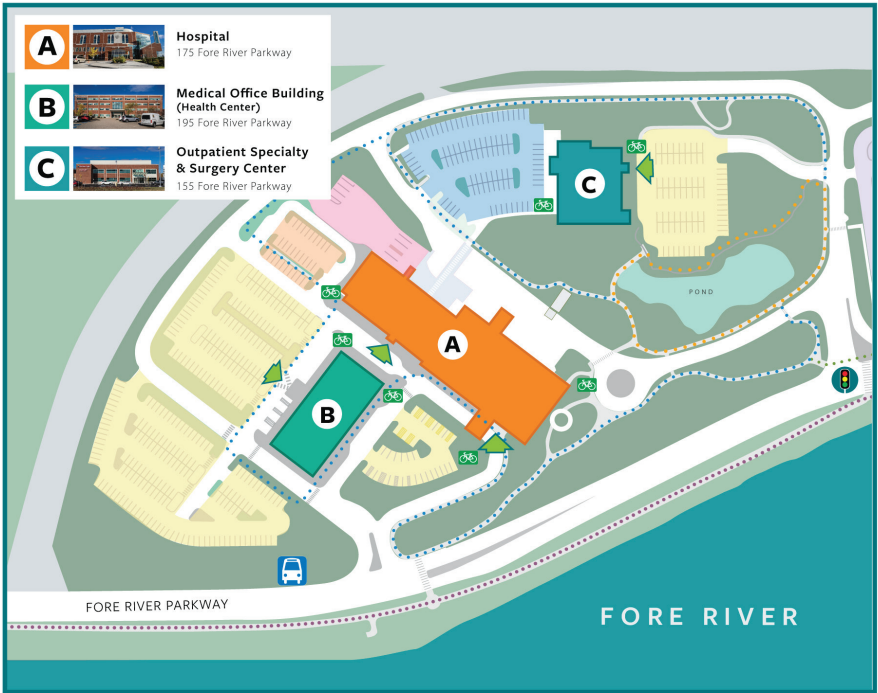 A
Hospital
175 Fore River Parkway
B
Medical Office Building
(Health Center)
195 Fore River Parkway
C
Outpatient Specialty
& Surgery Center
155 Fore River Parkway
C
POND
A
B
FORE RIVER PARKWAY
FORE RIVER